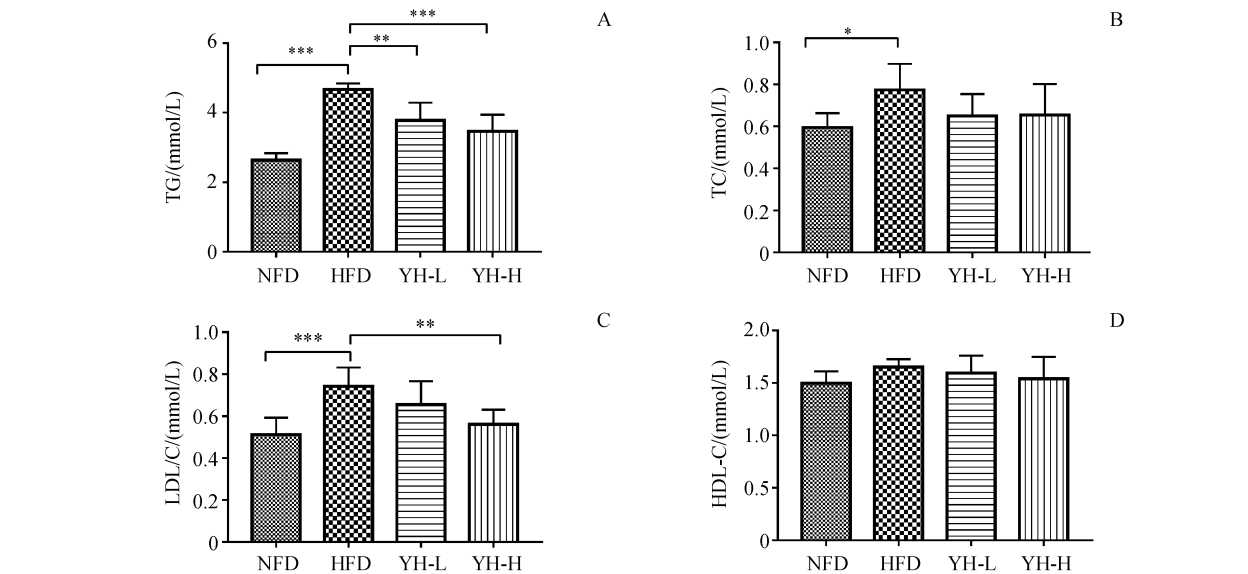 A
***
**
***
6
4
2
0
TG/(mmol/L)
NFD HFD YH-L YH-H
B
*
1.0
0.8
0.6
0.4
0.2
0
TC/(mmol/L)
NFD HFD YH-L YH-H
C
***
**
1.0
0.8
0.6
0.4
0.2
0
LDL/C/(mmol/L)
NFD HFD YH-L YH-H
D
2.0
1.5
1.0
0.5
0
HDL-C/(mmol/L)
NFD HFD YH-L YH-H